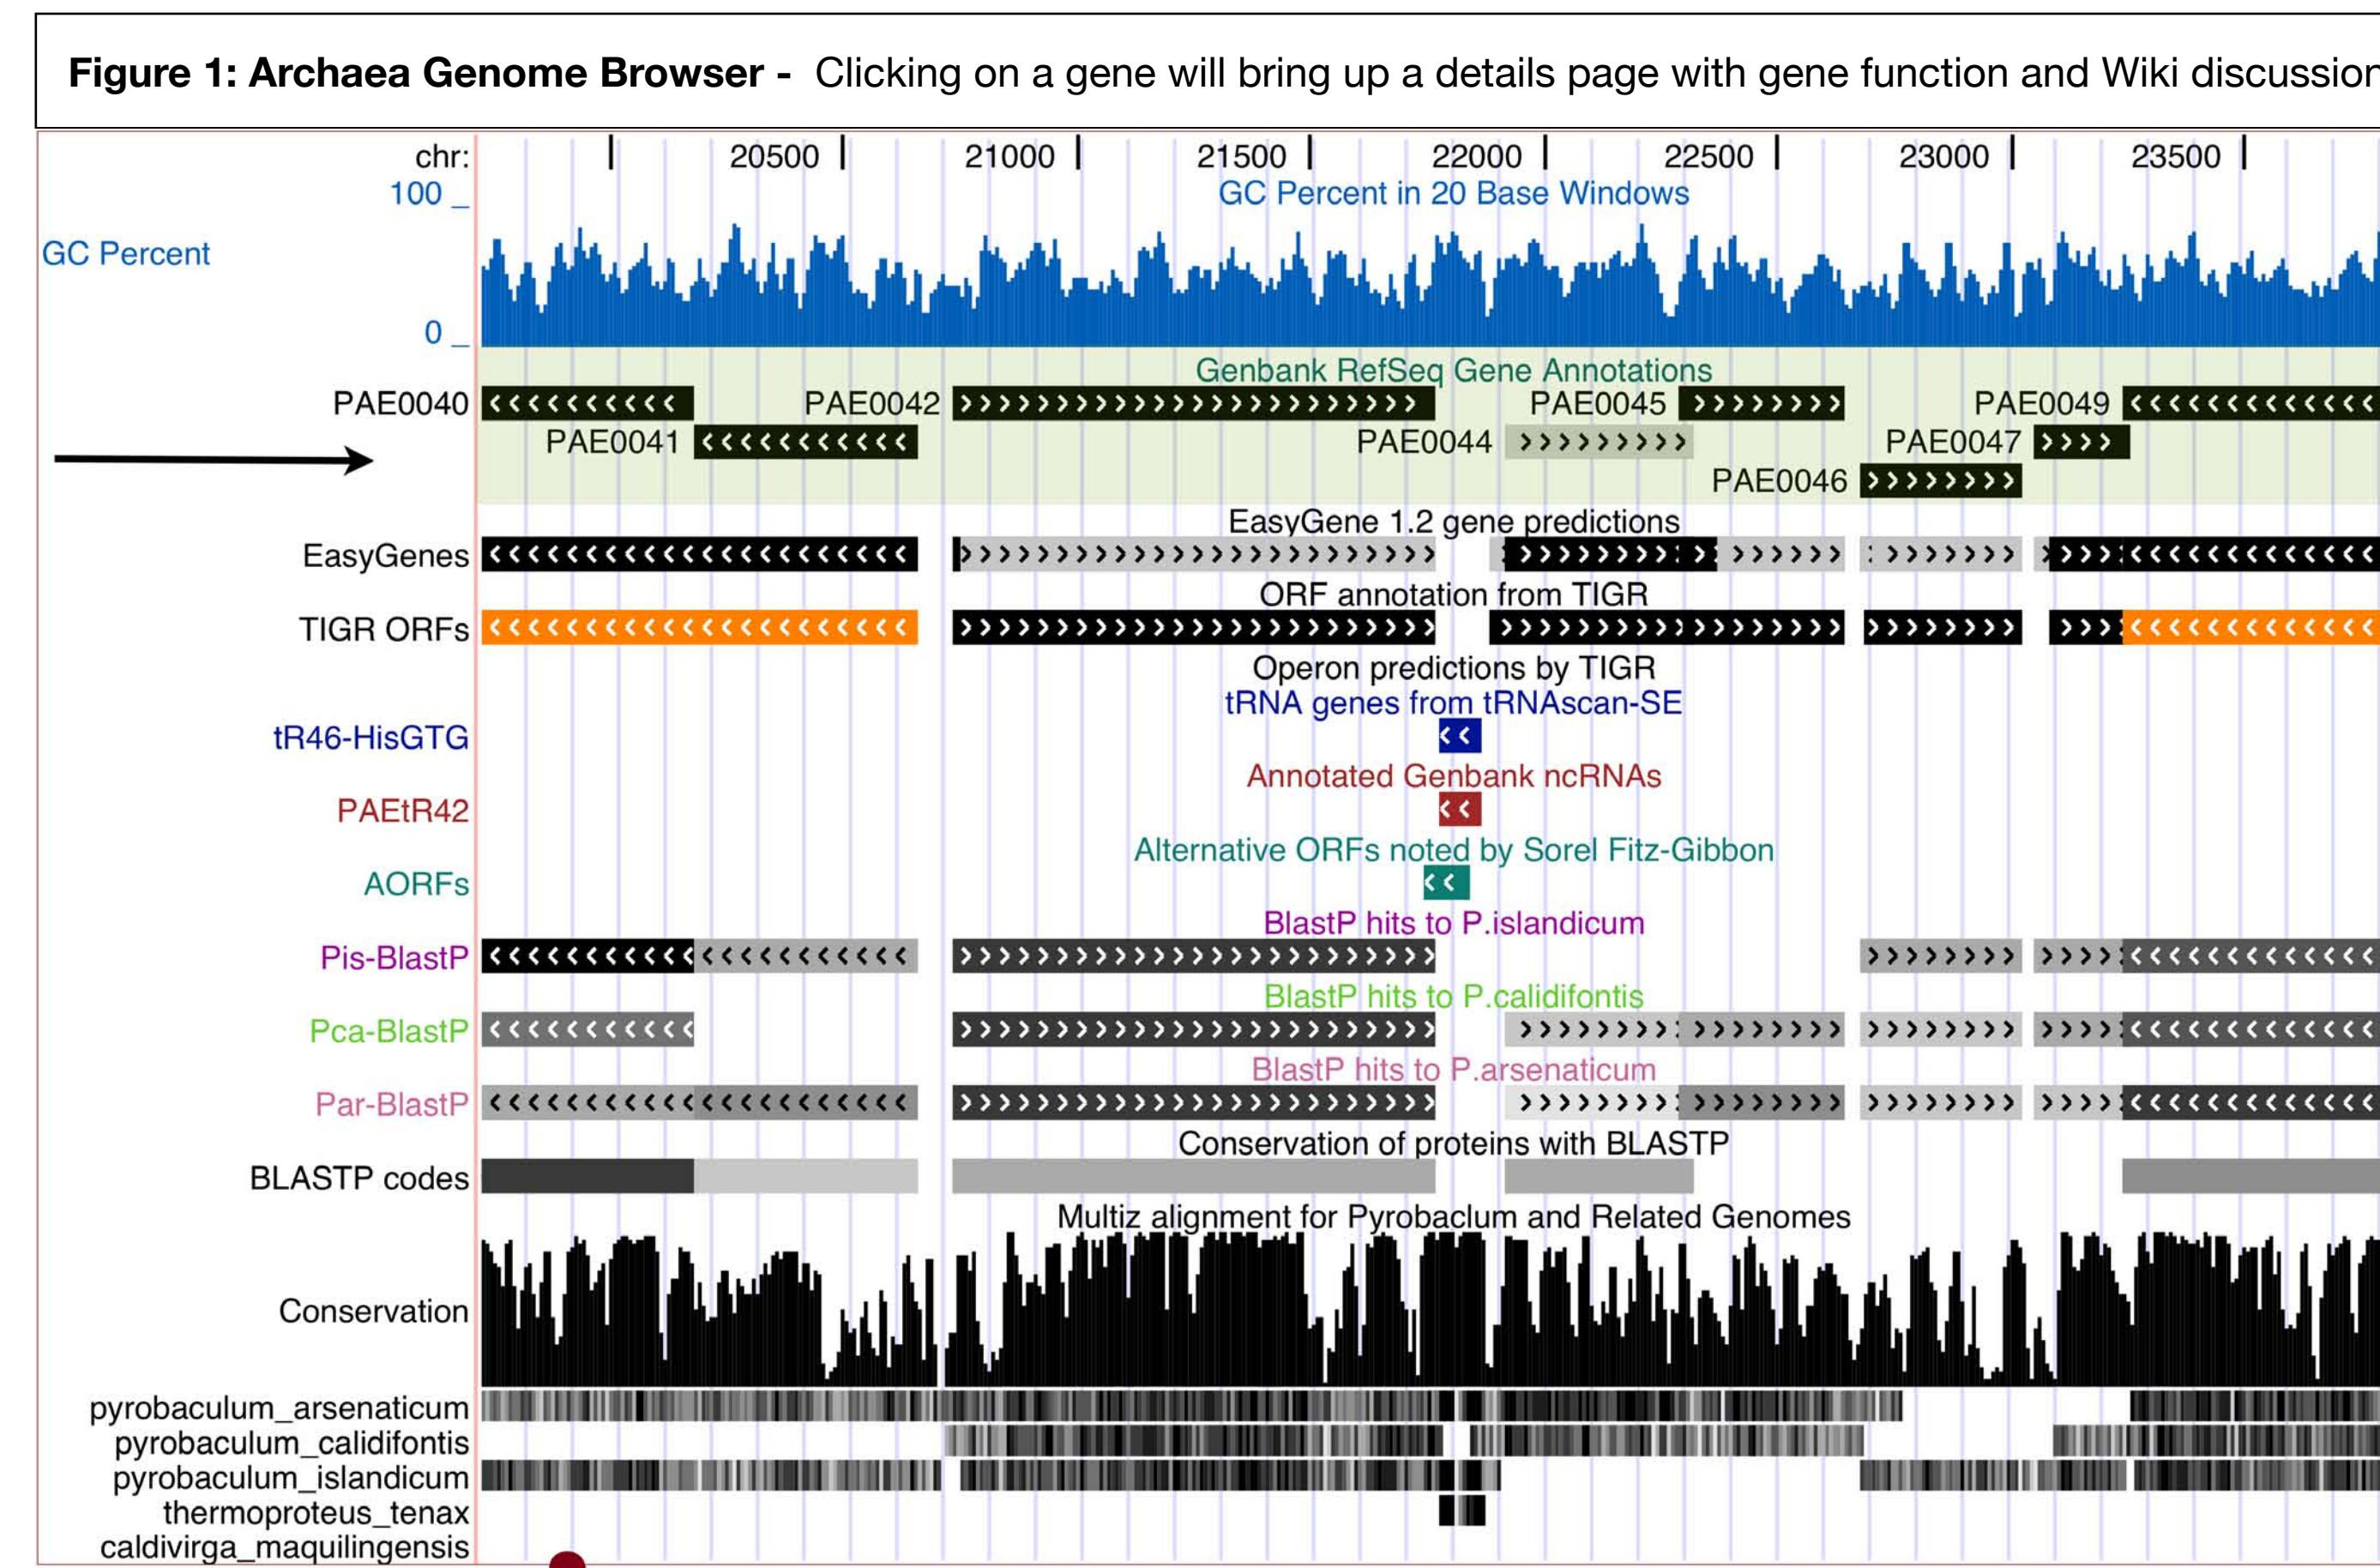 Figure 1: Archaea Genome Browser - Clicking on a gene will bring up a details page with gene function and Wiki discussion
chr: 20500 21000 21500 22000 22500 23000 23500
100 _
GC Percent in 20 Base Windows
GC Percent
0 _
Genbank RefSeq Gene Annotations
PAE0040 PAE0042 PAE0045 PAE0049
PAE0041 PAE0044 PAE0047
PAE0046
EasyGene 1.2 gene predictions
EasyGenes
ORF annotation from TIGR
TIGR ORFs
Operon predictions by TIGR
tRNA genes from tRNAscan-SE
tR46-HisGTG
Annotated Genbank ncRNAs
PAEtR42
Alternative ORFs noted by Sorel Fitz-Gibbon
AORFs
BlastP hits to P.islandicum
Pis-BlastP
BlastP hits to P.calidifontis
Pca-BlastP
BlastP hits to P.arsenaticum
Par-BlastP
Conservation of proteins with BLASTP
BLASTP codes
Multiz alignment for Pyrobaclum and Related Genomes
Conservation
pyrobaculum_arsenaticum
pyrobaculum_calidifontis
pyrobaculum_islandicum
thermoproteus_tenax
caldivirga_maquilingensis